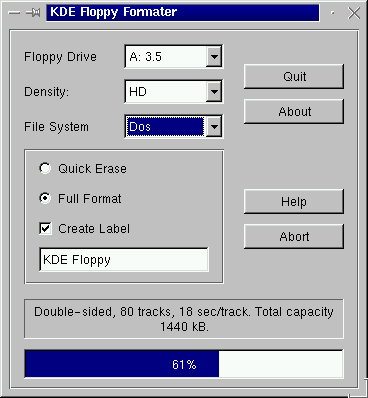 KDE Floppy Formater
Floppy Drive
A: 3.5
Density:
HD
File System
Dos
Quit
About
Quick Erase
Full Format
Create Label
KDE Floppy
Help
Abort
Double-sided, 80 tracks, 18 sec/track. Total capacity
1440 kB.
61%